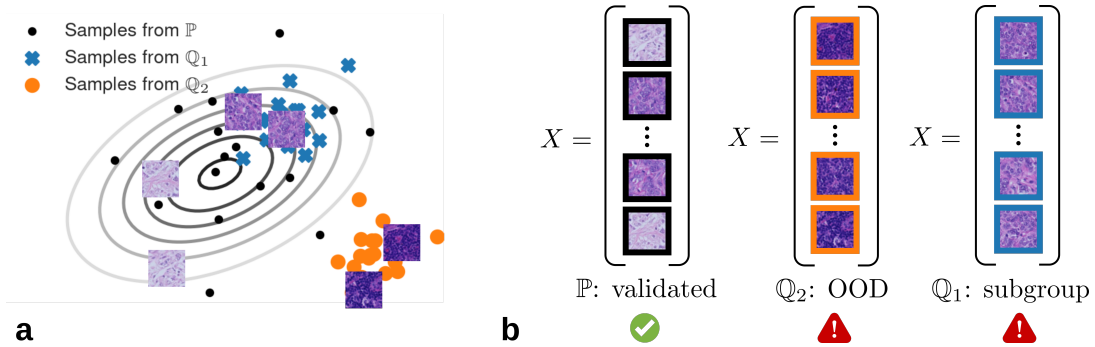 Samples from ℙ
Samples from ℚ₁
Samples from ℚ₂
a
X =
X =
X =
ℙ: validated
ℚ₂: OOD
ℚ₁: subgroup
b